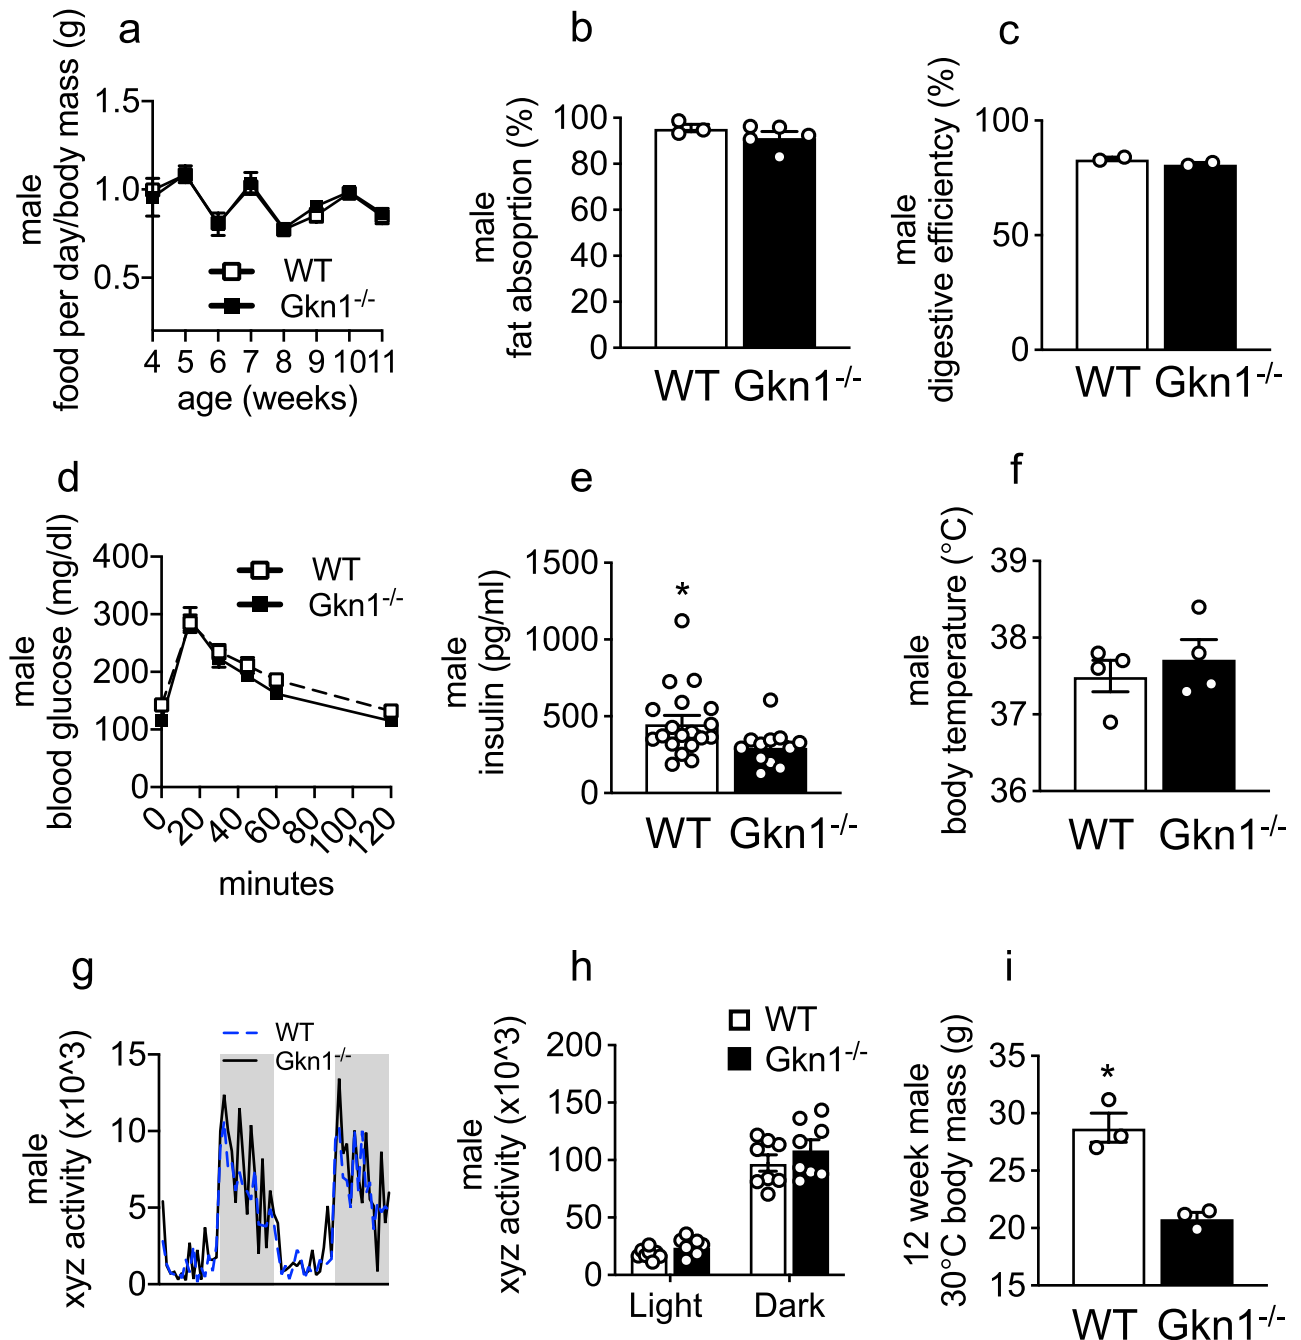 a
male
food per day/body mass (g)
1.5
1.0
0.5
WT
Gkn1-/-
4 5 6 7 8 9 10 11
age (weeks)
b
male
fat absoprtion (%)
100
80
60
40
20
0
WT Gkn1-/-
c
male
digestive efficientcy (%)
100
50
0
WT Gkn1-/-
d
male
blood glucose (mg/dl)
400
300
200
100
0
WT
Gkn1-/-
0 20 40 60 80 100 120
minutes
e
male
insulin (pg/ml)
1500
1000
500
0
*
WT Gkn1-/-
f
male
body temperature (°C)
39
38
37
36
WT Gkn1-/-
g
male
xyz activity (x10^3)
15
10
5
0
WT
Gkn1-/-
h
male
xyz activity (x10^3)
200
150
100
50
0
WT
Gkn1-/-
Light Dark
i
12 week male
30°C body mass (g)
35
30
25
20
15
*
WT Gkn1-/-